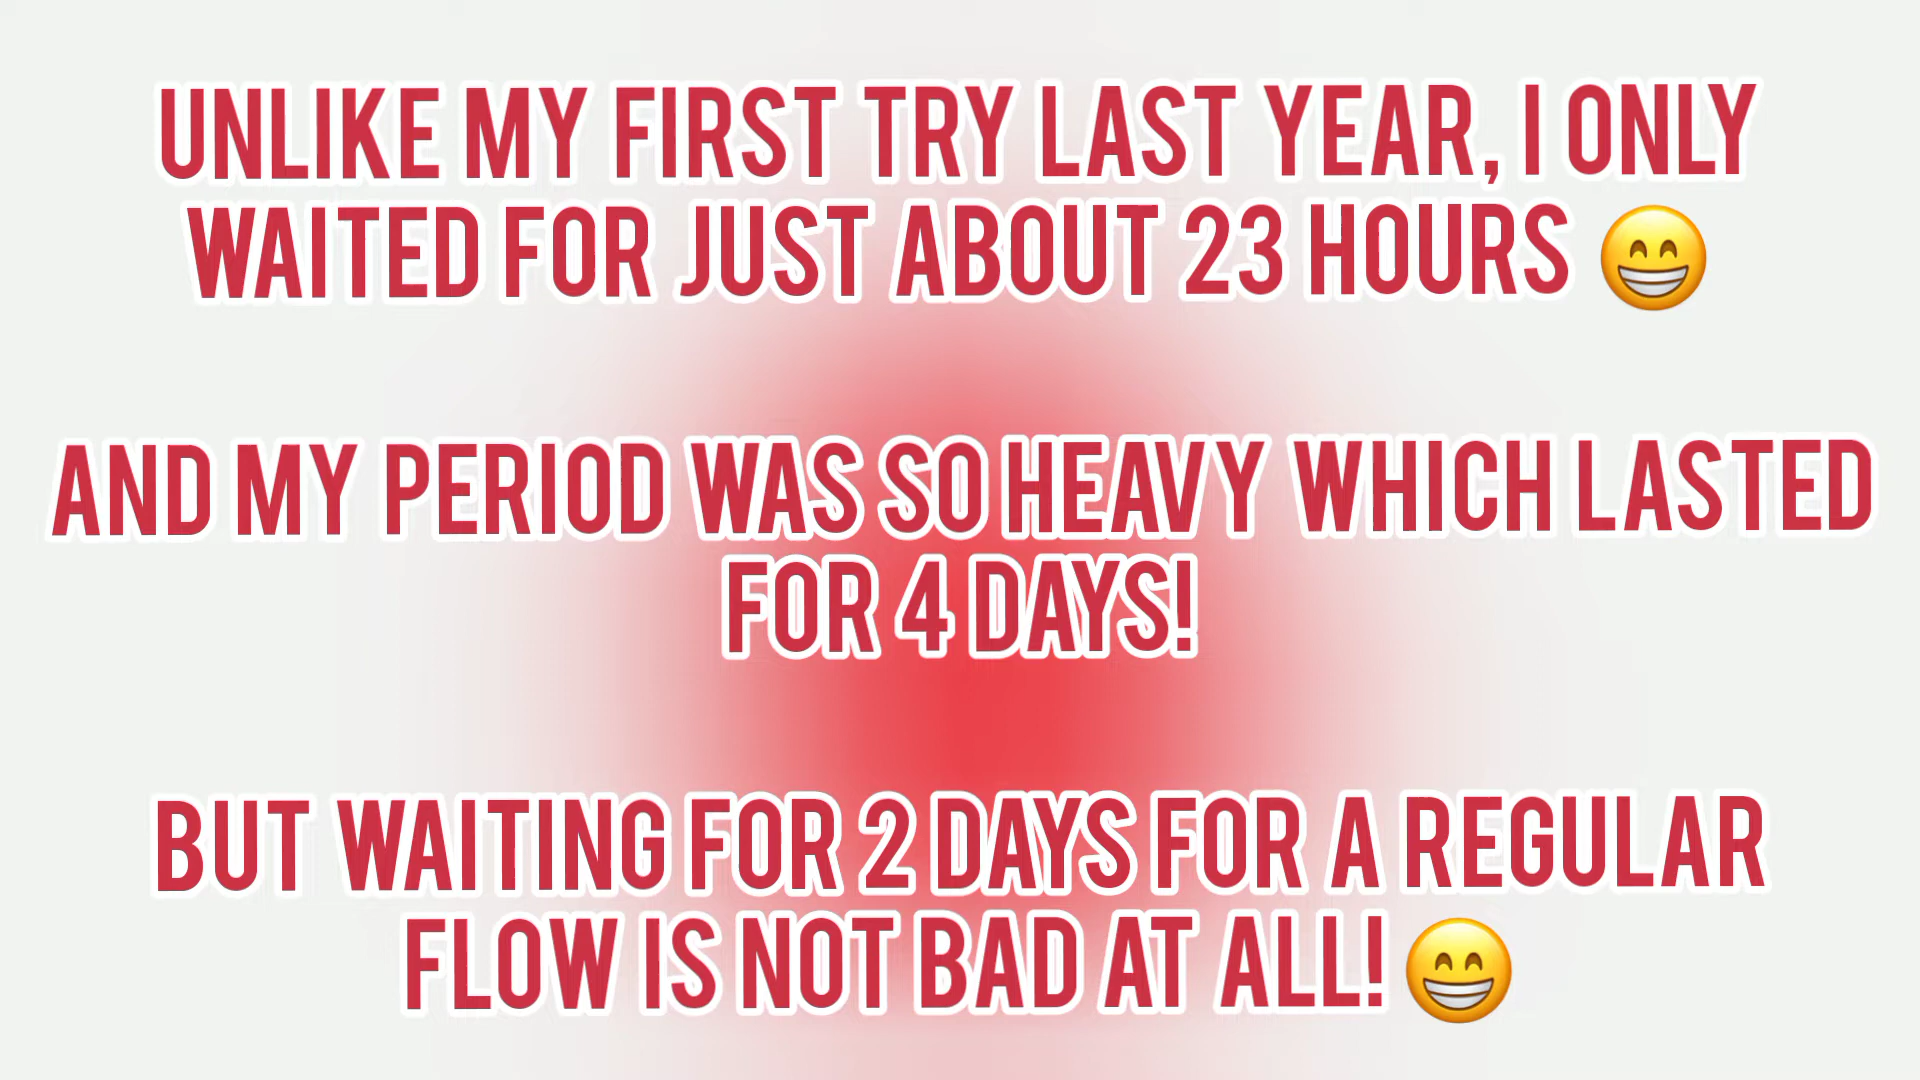 UNLIKE MY FIRST TRY LAST YEAR, I ONLY
WAITED FOR JUST ABOUT 23 HOURS 😁
AND MY PERIOD WAS SO HEAVY WHICH LASTED
FOR 4 DAYS!
BUT WAITING FOR 2 DAYS FOR A REGULAR
FLOW IS NOT BAD AT ALL! 😁